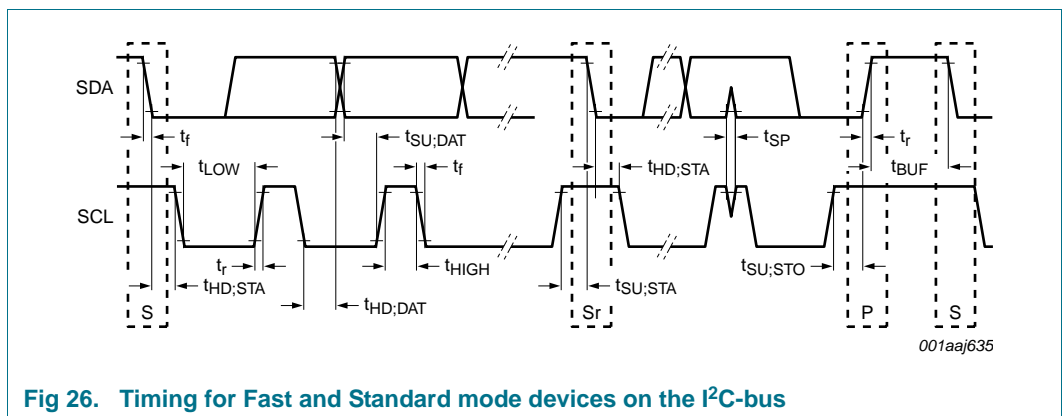 SDA
t_f
t_SU;DAT
t_SP
t_r
t_LOW
t_f
t_HD;STA
t_BUF
SCL
t_r
t_HIGH
t_SU;STO
t_HD;STA
t_HD;DAT
t_SU;STA
S
Sr
P
S
001aaj635
Fig 26. Timing for Fast and Standard mode devices on the I²C-bus